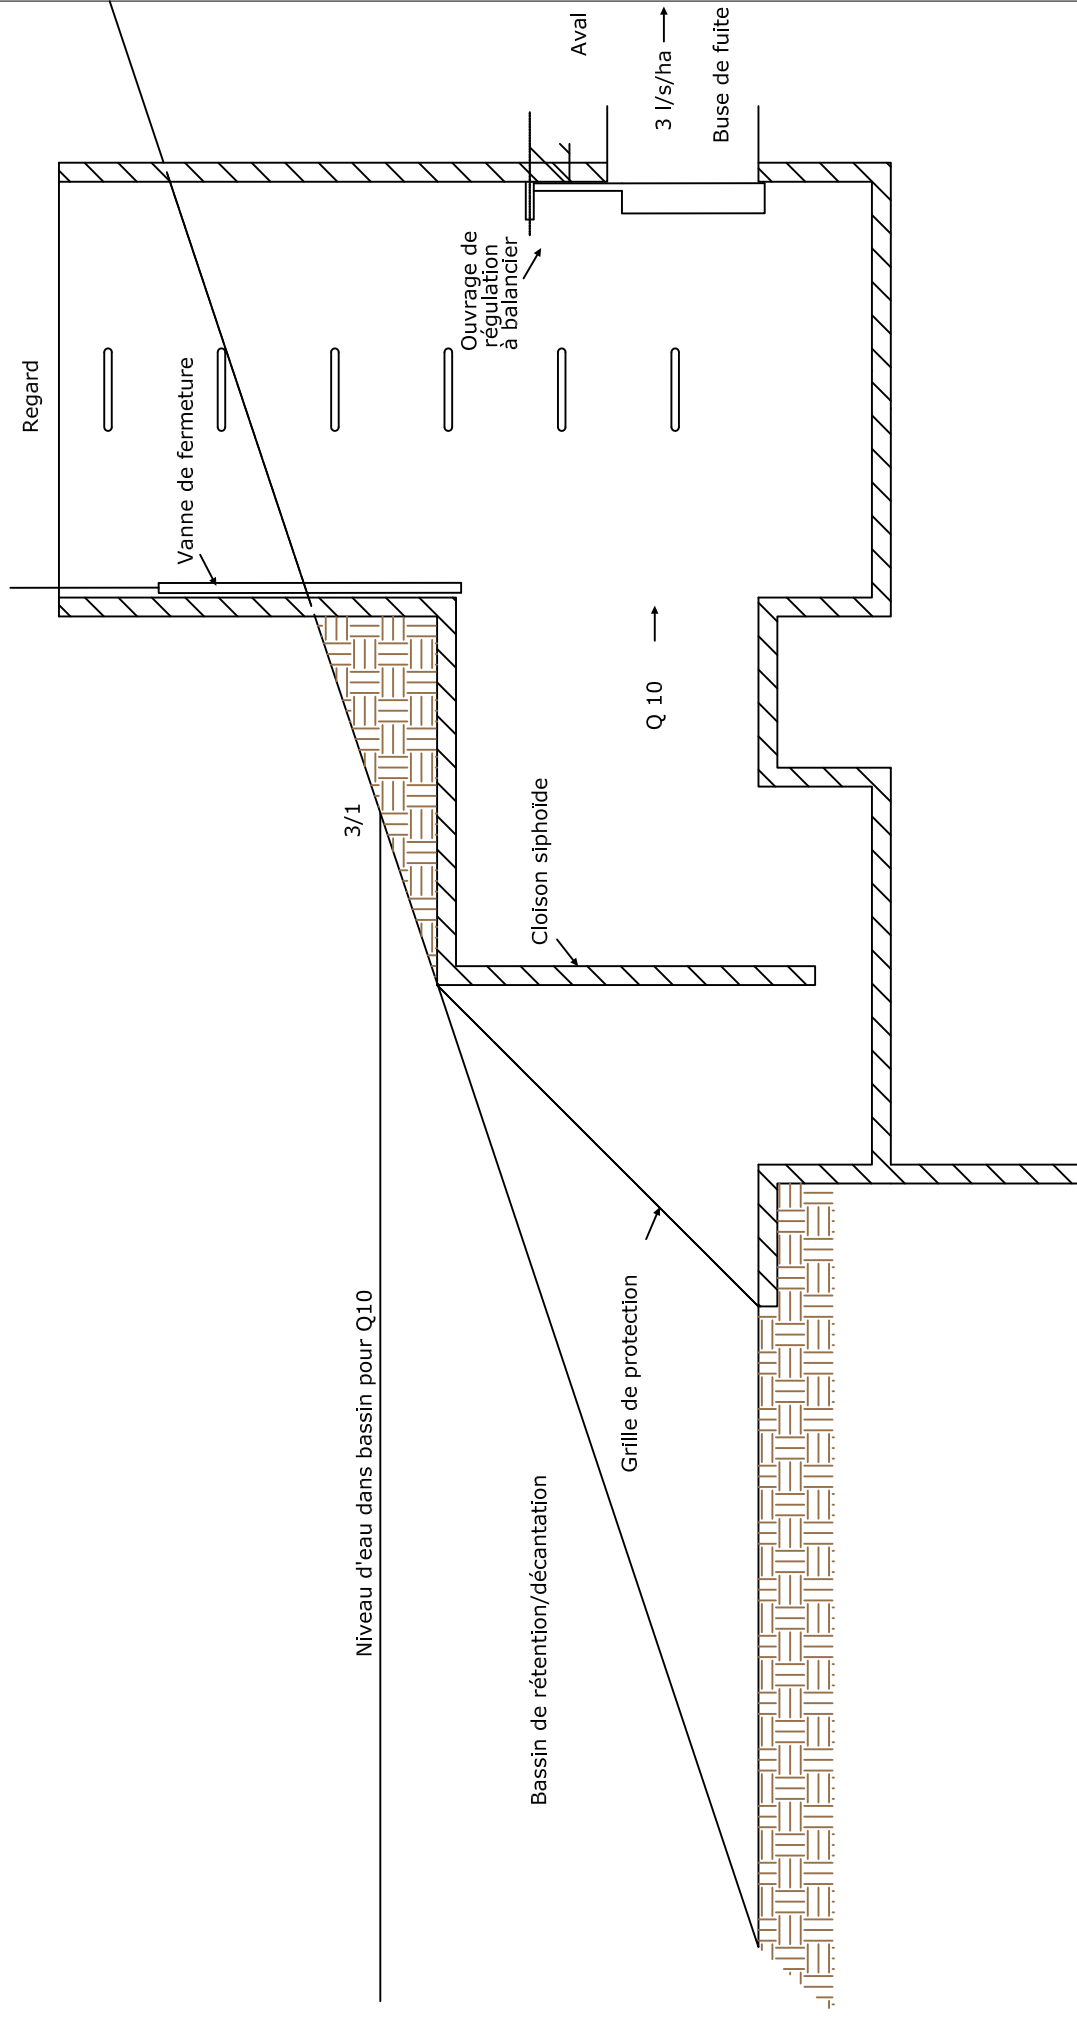 Regard
Vanne de fermeture
3/1
Niveau d'eau dans bassin pour Q10
Ouvrage de
régulation
à balancier
Aval
3 l/s/ha
Buse de fuite
Q 10
Cloison siphoïde
Grille de protection
Bassin de rétention/décantation